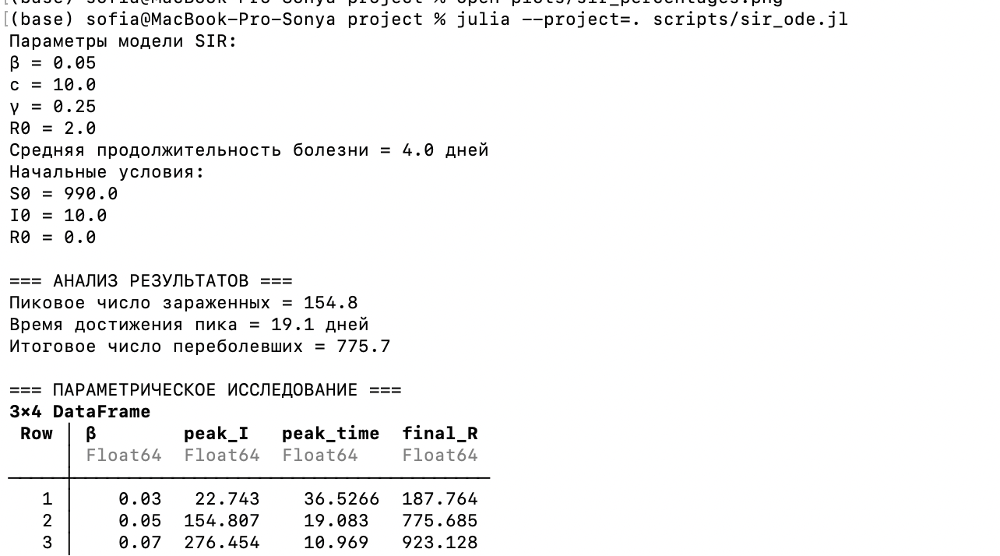 (base) sofia@MacBook-Pro-Sonya project % open plots/sir_percentages.png
[(base) sofia@MacBook-Pro-Sonya project % julia --project=. scripts/sir_ode.jl
Параметры модели SIR:
β = 0.05
c = 10.0
γ = 0.25
R0 = 2.0
Средняя продолжительность болезни = 4.0 дней
Начальные условия:
S0 = 990.0
I0 = 10.0
R0 = 0.0
=== АНАЛИЗ РЕЗУЛЬТАТОВ ===
Пиковое число зараженных = 154.8
Время достижения пика = 19.1 дней
Итоговое число переболевших = 775.7
=== ПАРАМЕТРИЧЕСКОЕ ИССЛЕДОВАНИЕ ===
3×4 DataFrame
Row β peak_I peak_time final_R
Float64 Float64 Float64 Float64
1 0.03 22.743 36.5266 187.764
2 0.05 154.807 19.083 775.685
3 0.07 276.454 10.969 923.128